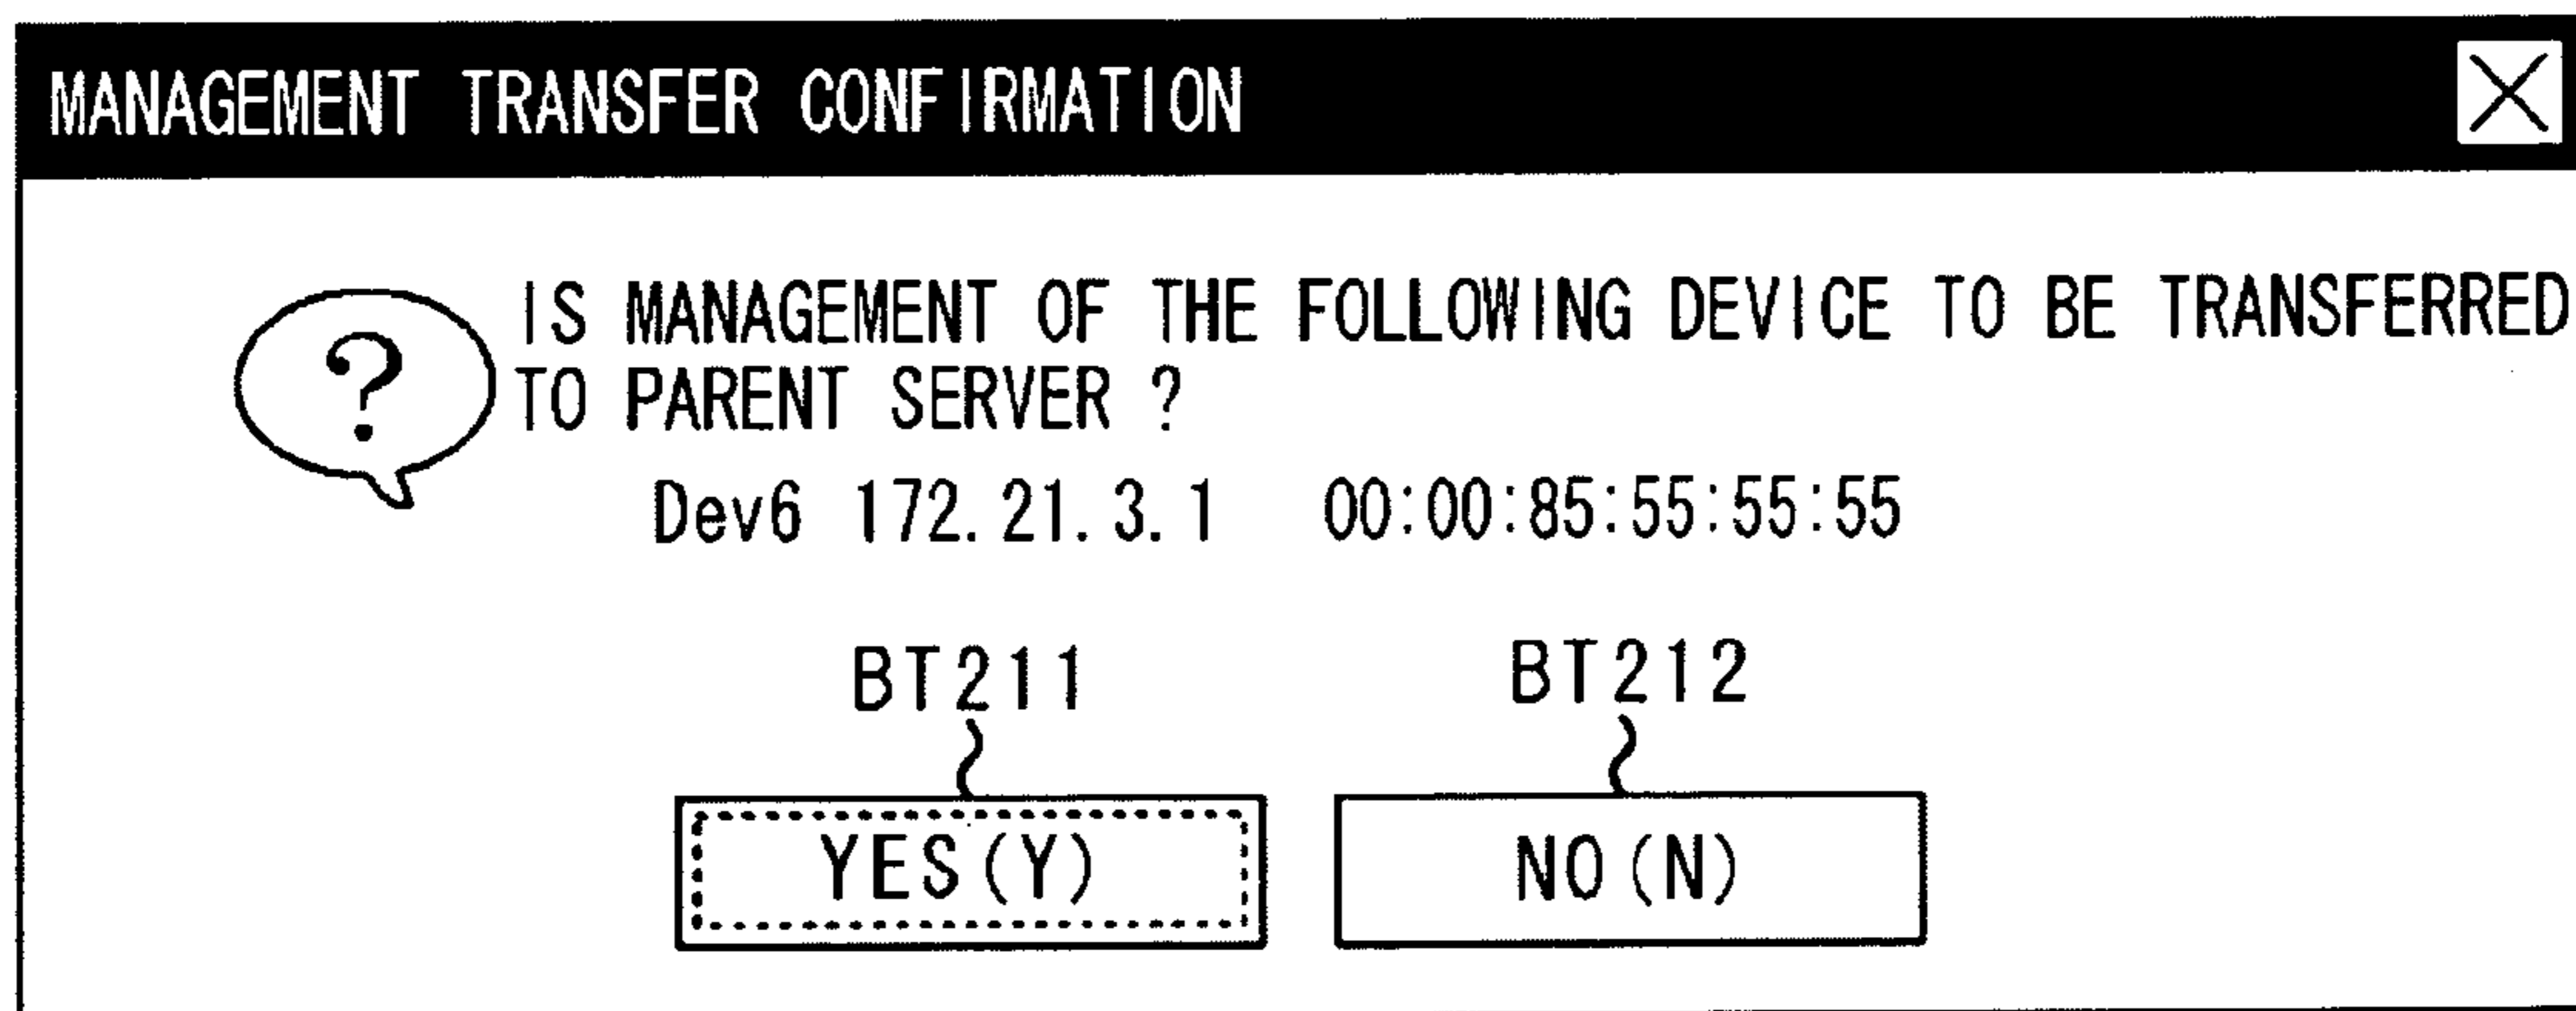 MANAGEMENT TRANSFER CONFIRMATION
IS MANAGEMENT OF THE FOLLOWING DEVICE TO BE TRANSFERRED
TO PARENT SERVER ?
?
Dev6 172.21.3.1 00:00:85:55:55:55
BT211 BT212
YES(Y) NO(N)